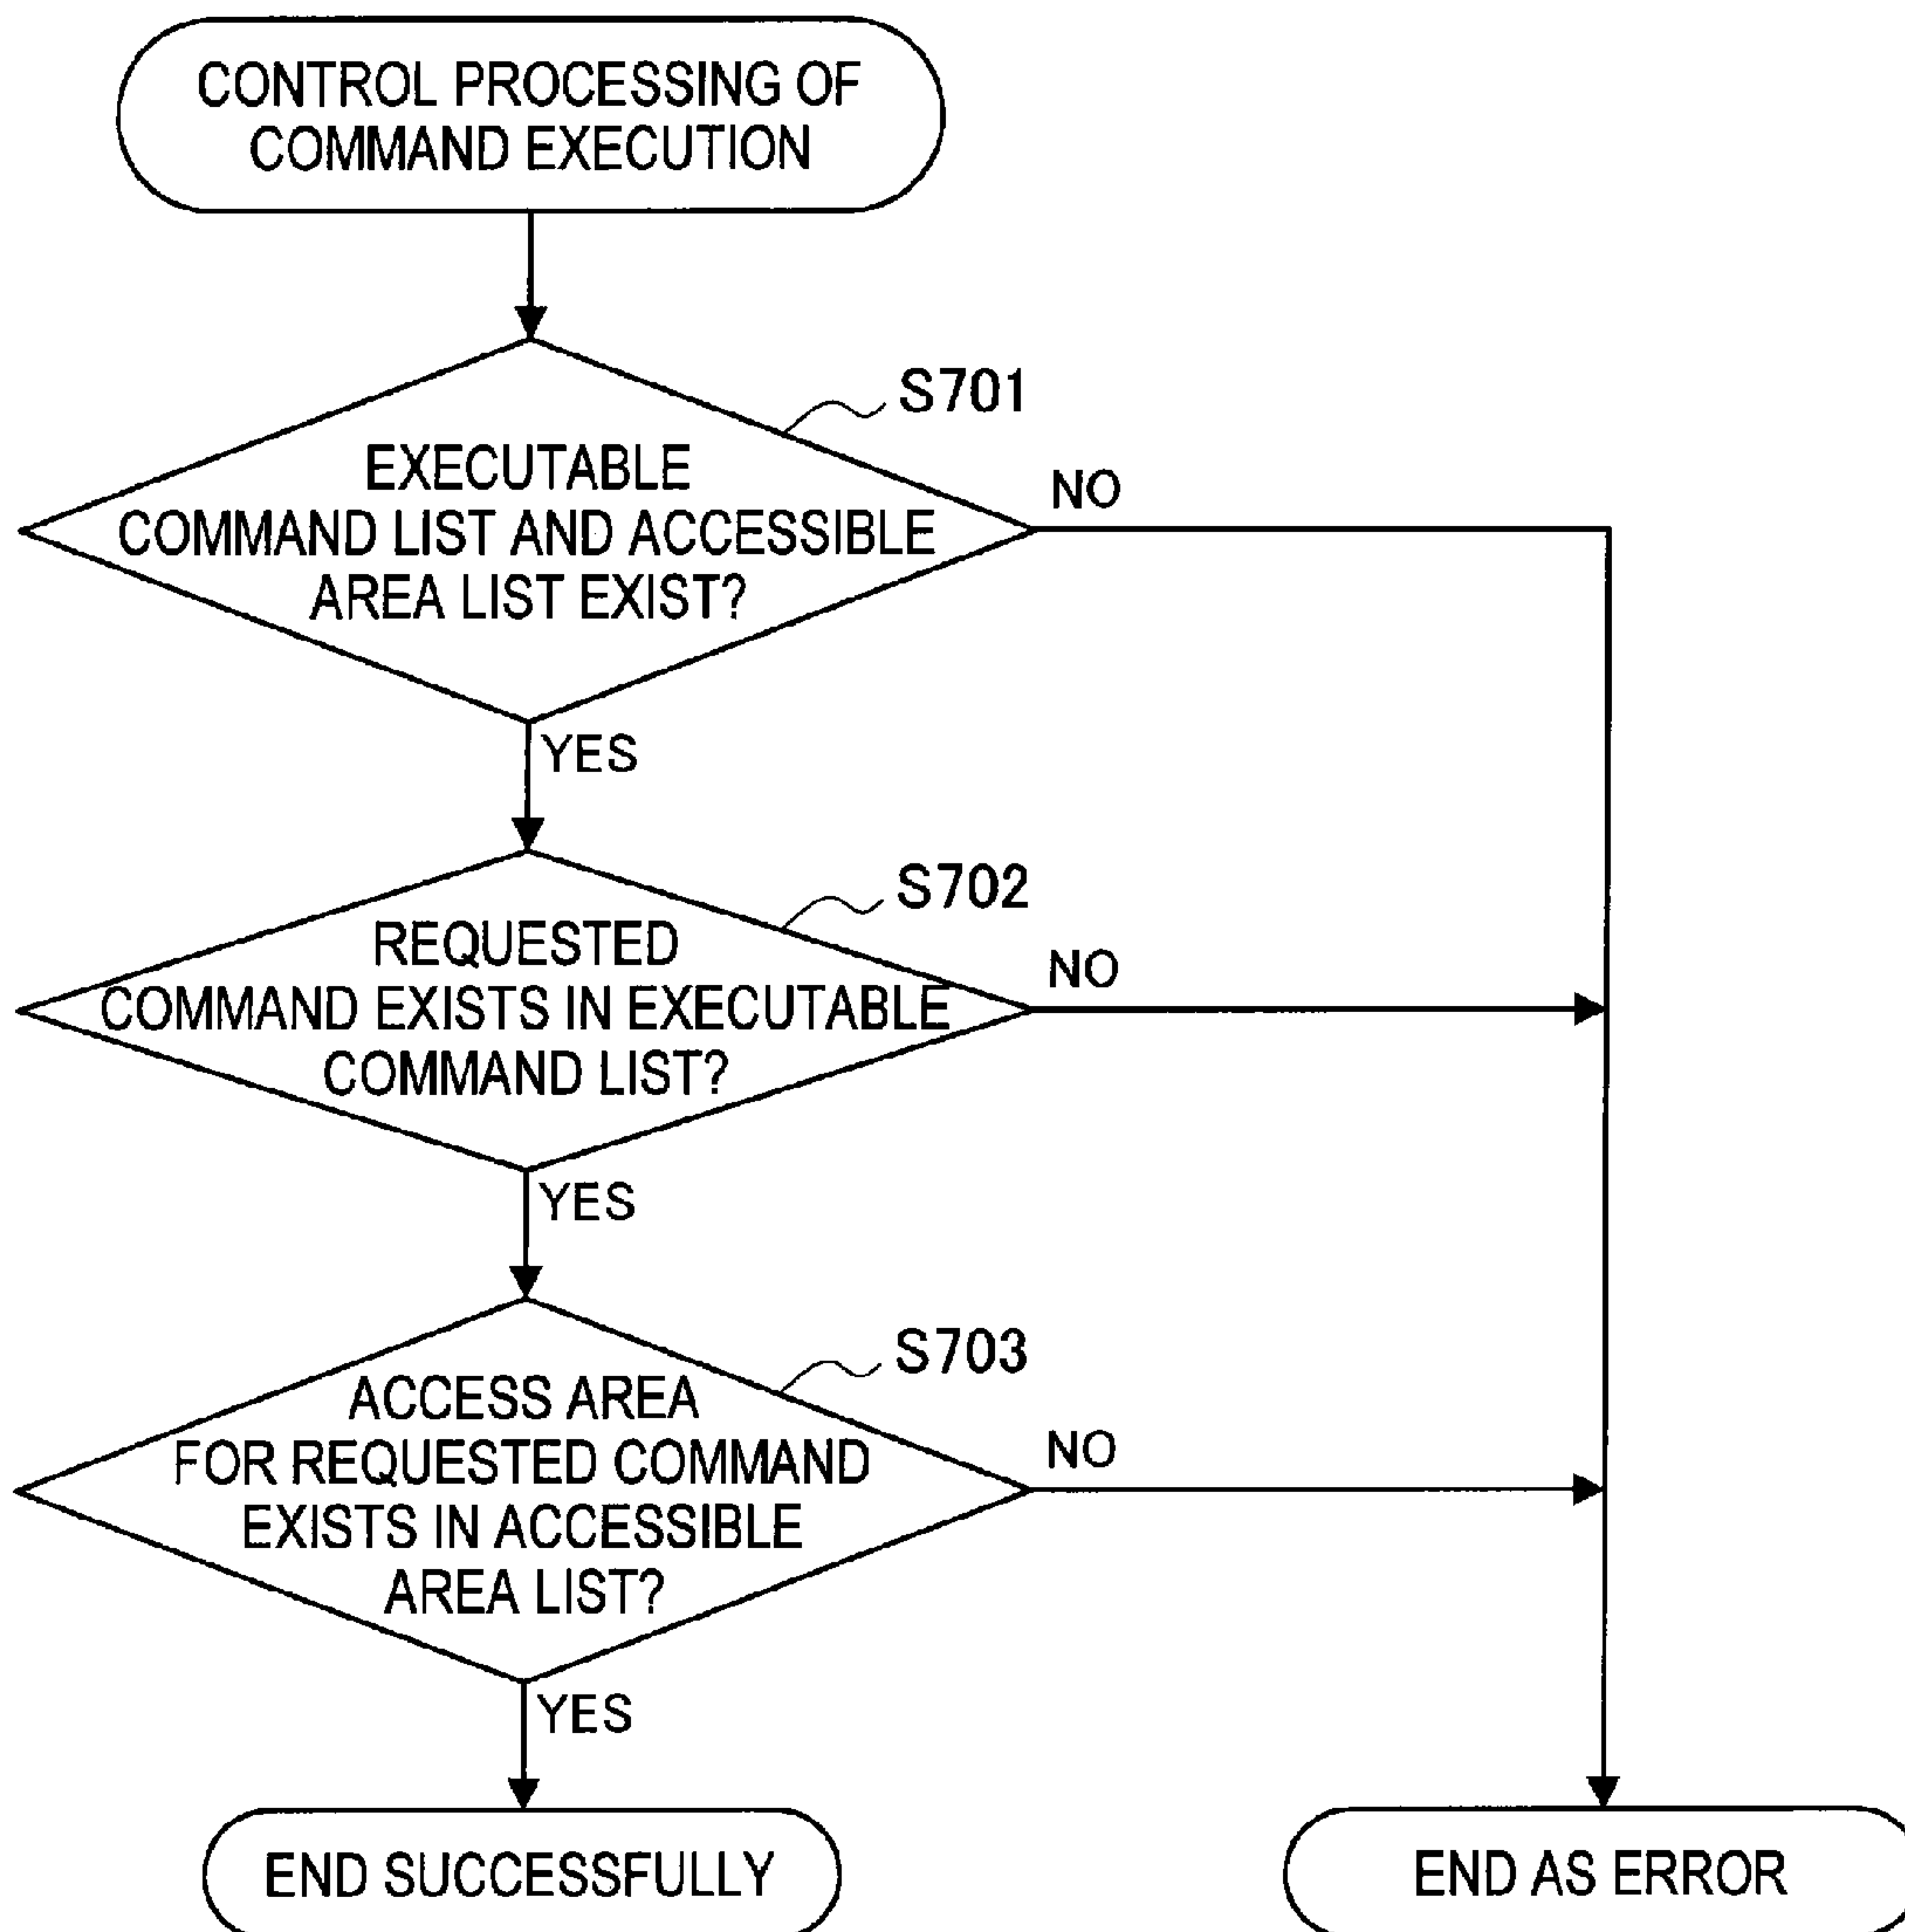 CONTROL PROCESSING OF
COMMAND EXECUTION
S701
EXECUTABLE
COMMAND LIST AND ACCESSIBLE
AREA LIST EXIST?
NO
YES
S702
REQUESTED
COMMAND EXISTS IN EXECUTABLE
COMMAND LIST?
NO
YES
S703
ACCESS AREA
FOR REQUESTED COMMAND
EXISTS IN ACCESSIBLE
AREA LIST?
NO
YES
END SUCCESSFULLY
END AS ERROR